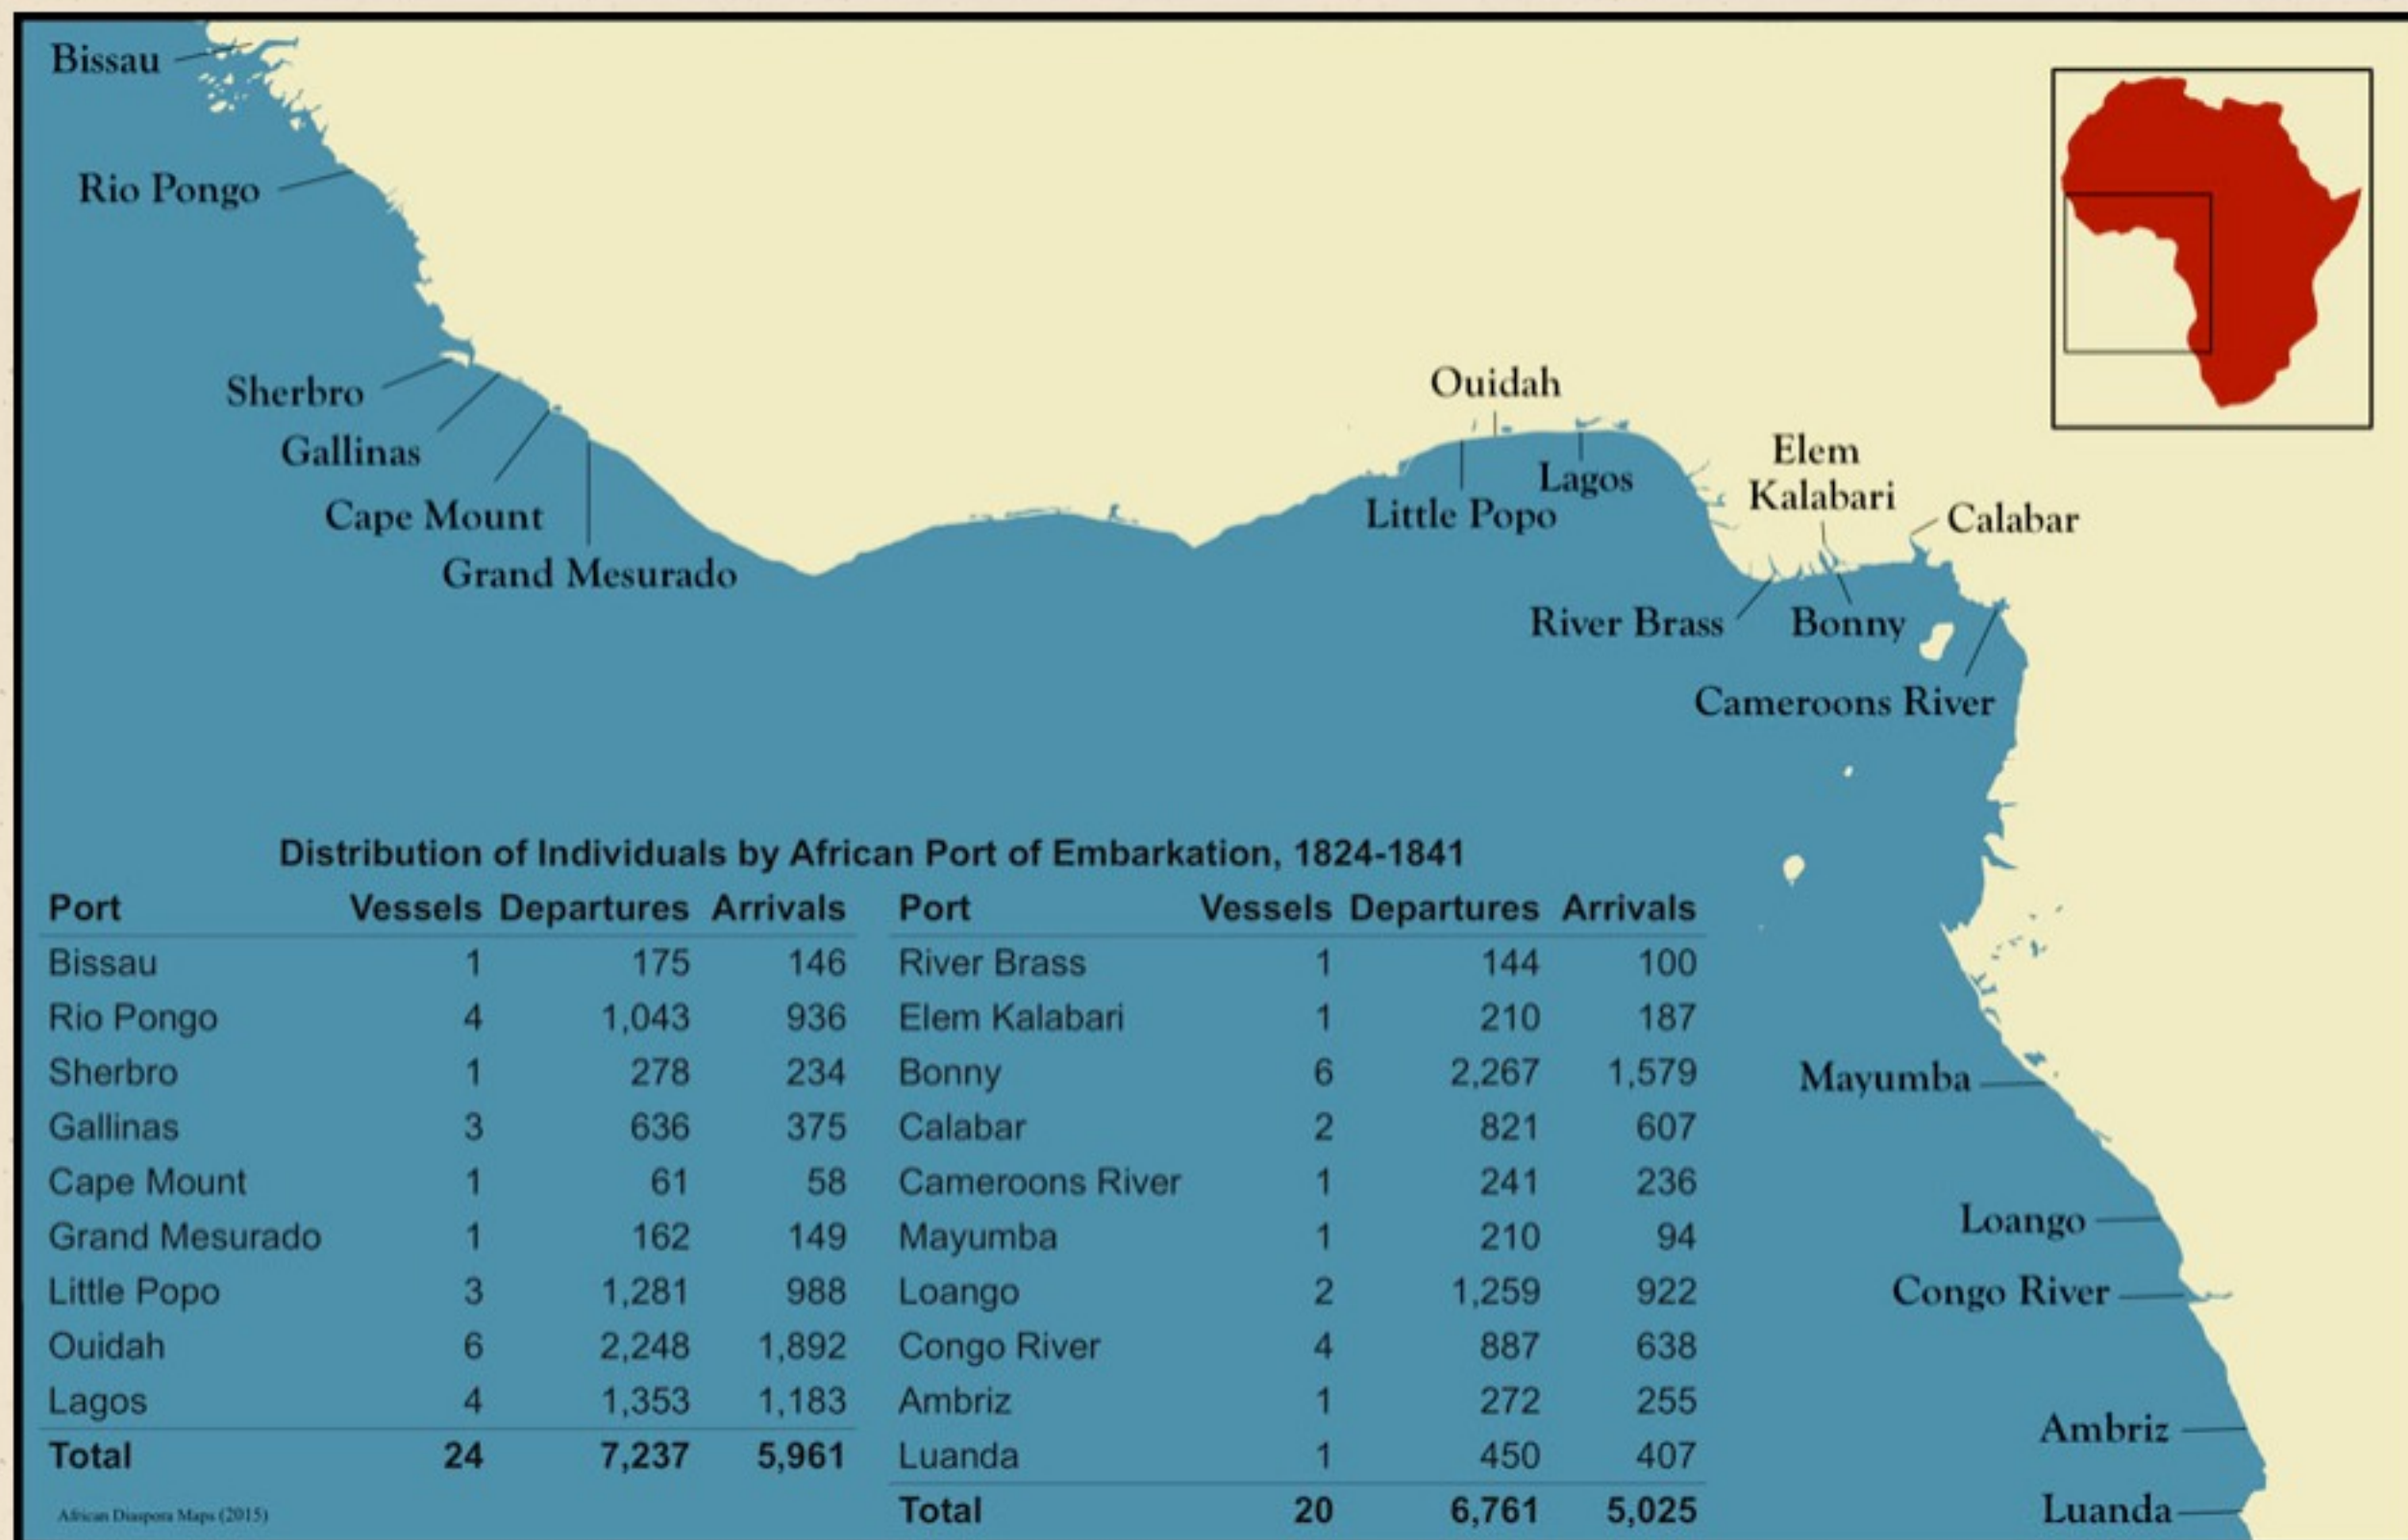 Bissau
Rio Pongo
Sherbro
Gallinas
Cape Mount
Grand Mesurado
Ouidah
Lagos
Little Popo
Elem
Kalabari
Calabar
River Brass
Bonny
Cameroons River
Mayumba
Loango
Congo River
Ambriz
Luanda
Distribution of Individuals by African Port of Embarkation, 1824-1841
Port Vessels Departures Arrivals
Bissau 1 175 146
Rio Pongo 4 1,043 936
Sherbro 1 278 234
Gallinas 3 636 375
Cape Mount 1 61 58
Grand Mesurado 1 162 149
Little Popo 3 1,281 988
Ouidah 6 2,248 1,892
Lagos 4 1,353 1,183
Total 24 7,237 5,961
Port Vessels Departures Arrivals
River Brass 1 144 100
Elem Kalabari 1 210 187
Bonny 6 2,267 1,579
Calabar 2 821 607
Cameroons River 1 241 236
Mayumba 1 210 94
Loango 2 1,259 922
Congo River 4 887 638
Ambriz 1 272 255
Luanda 1 450 407
Total 20 6,761 5,025
African Diaspora Maps (2015)